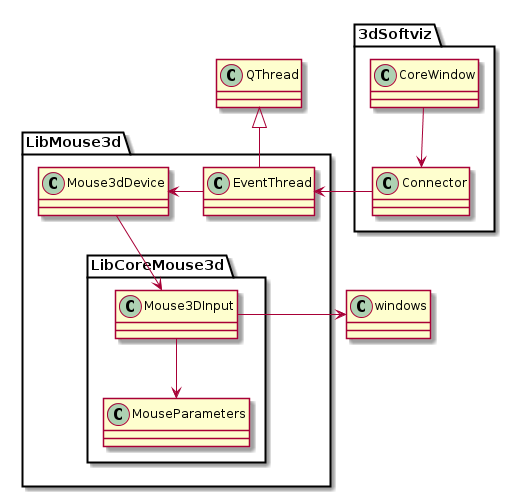 3dSoftviz
C QThread
C CoreWindow
LibMouse3d
C Mouse3dDevice
C EventThread
C Connector
LibCoreMouse3d
C Mouse3DInput
C windows
C MouseParameters